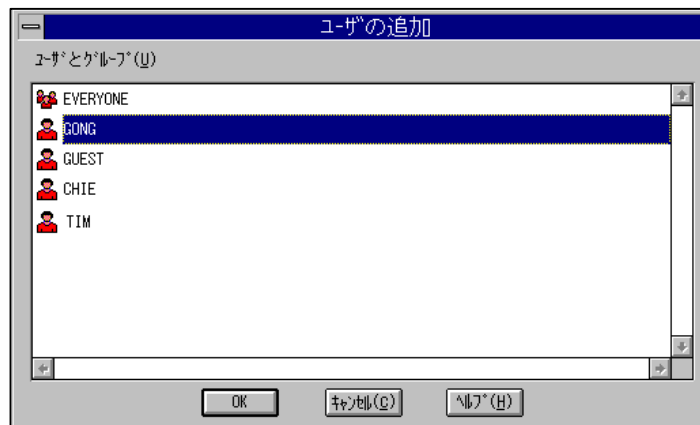 ユーザの追加
ﾕｰｻﾞとｸﾞﾙｰﾌﾟ(U)
EVERYONE
GONG
GUEST
CHIE
TIM
OK
ｷｬﾝｾﾙ(C)
ﾍﾙﾌﾟ(H)